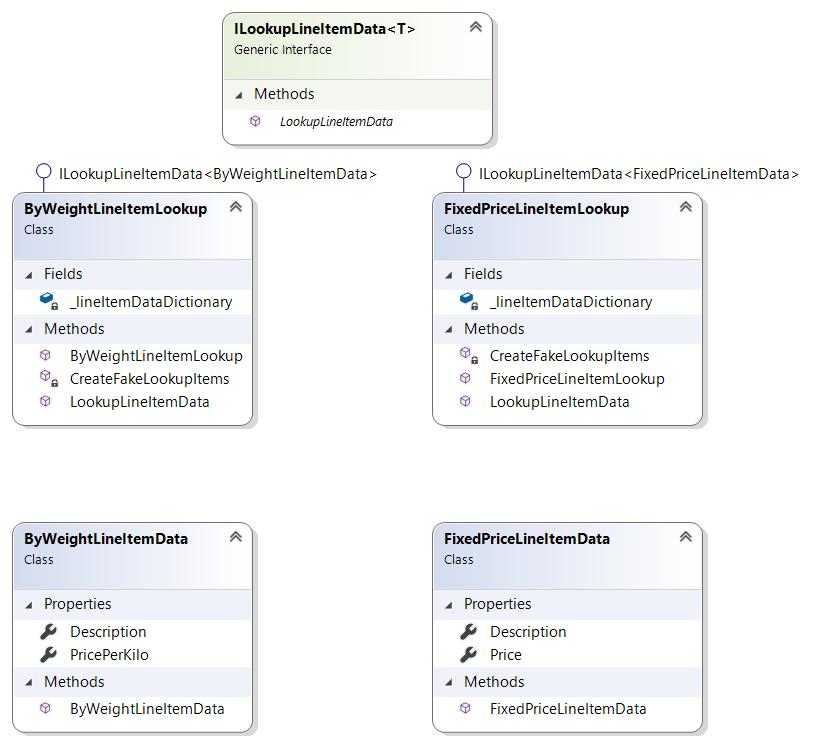 ILookupLineItemData<T>
Generic Interface
Methods
LookupLineItemData
ILookupLineItemData<ByWeightLineItemData>
ByWeightLineItemLookup
Class
Fields
_lineItemDataDictionary
Methods
ByWeightLineItemLookup
CreateFakeLookupItems
LookupLineItemData
ILookupLineItemData<FixedPriceLineItemData>
FixedPriceLineItemLookup
Class
Fields
_lineItemDataDictionary
Methods
CreateFakeLookupItems
FixedPriceLineItemLookup
LookupLineItemData
ByWeightLineItemData
Class
Properties
Description
PricePerKilo
Methods
ByWeightLineItemData
FixedPriceLineItemData
Class
Properties
Description
Price
Methods
FixedPriceLineItemData